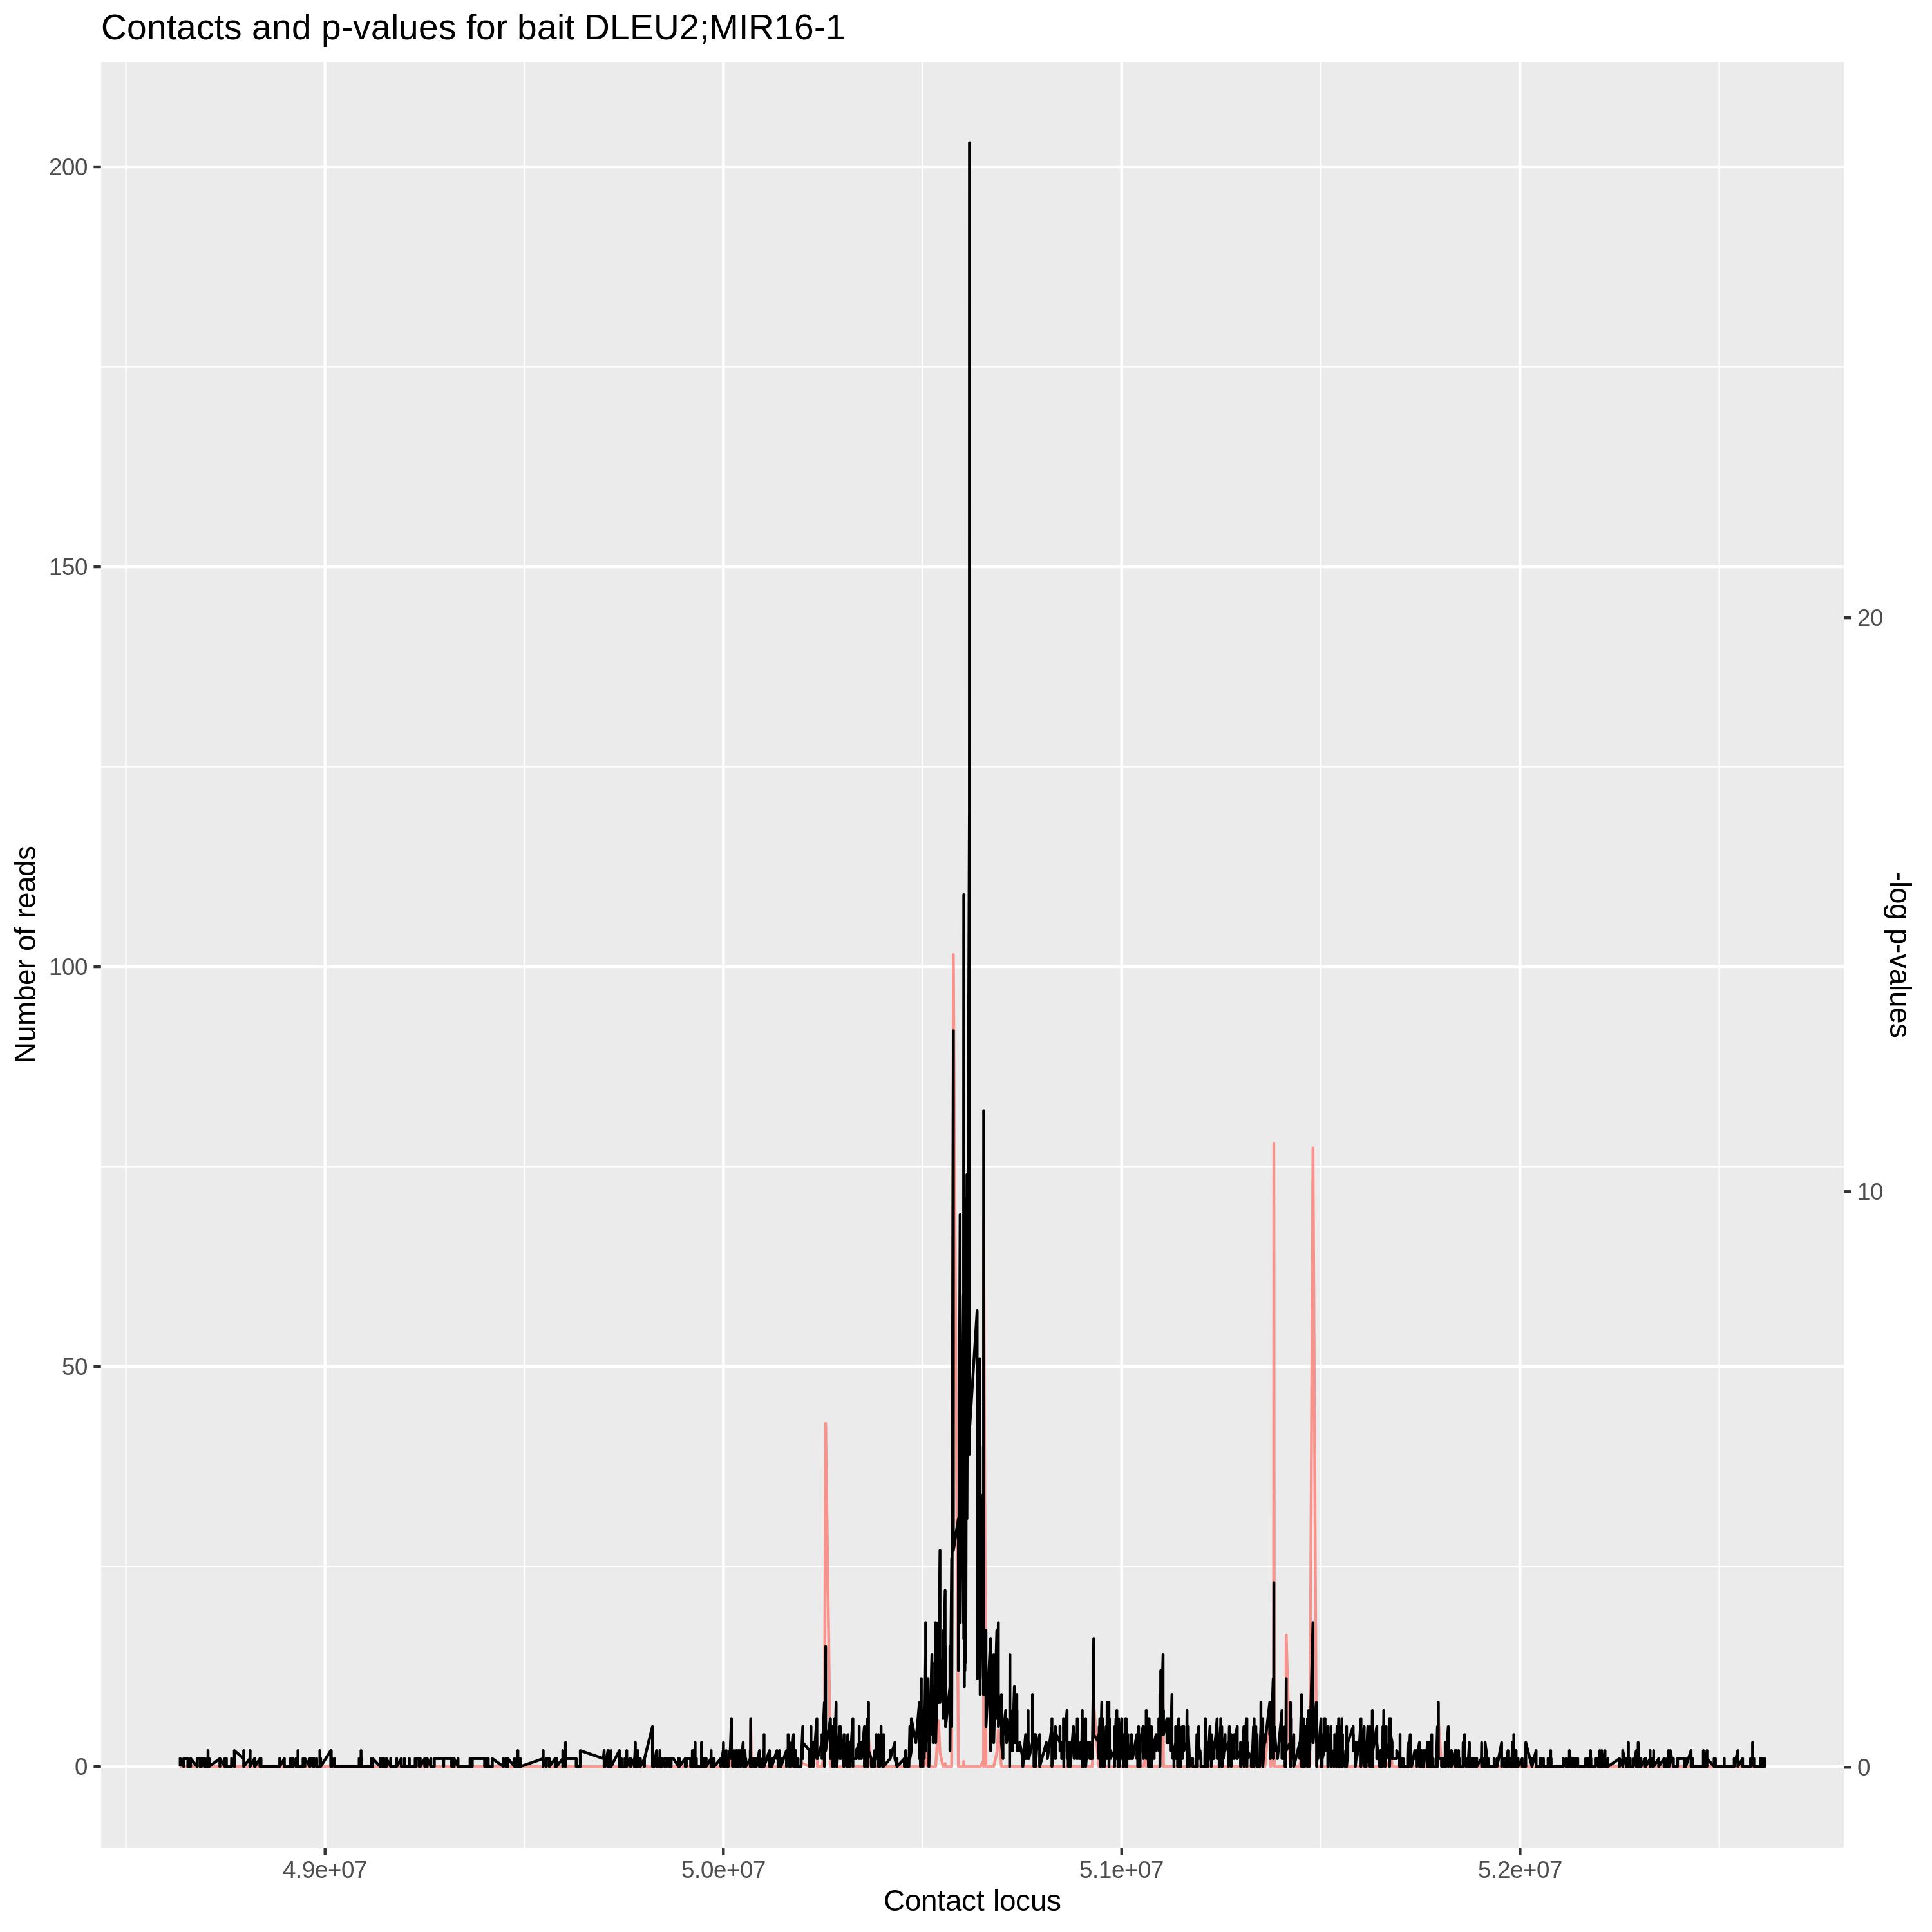 Contacts and p-values for bait DLEU2;MIR16-1
200
150
100
50
0
Number of reads
20
10
0
-log p-values
4.9e+07
5.0e+07
5.1e+07
5.2e+07
Contact locus